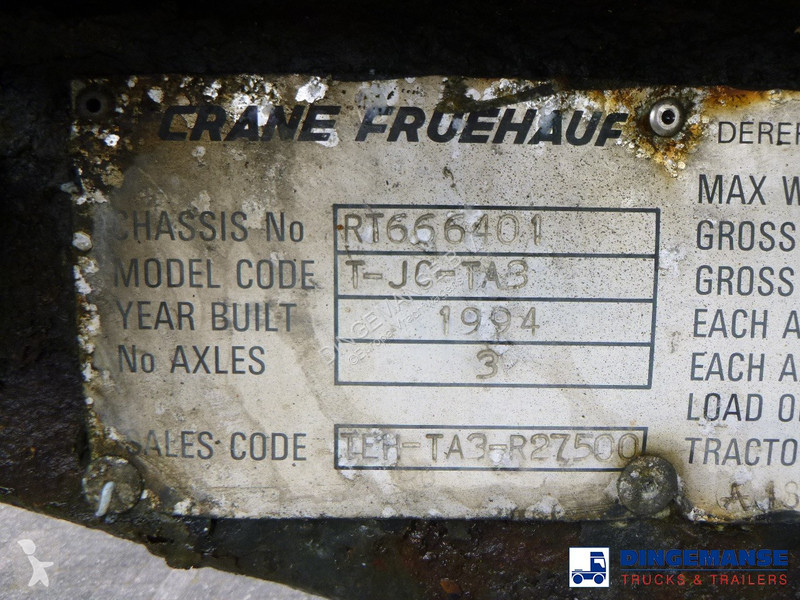 CRANE FRUEHAUF
DEREH
CHASSIS No RT666401
MODEL CODE T-JC-TA3
YEAR BUILT 1994
No AXLES 3
SALES CODE TEH-TA3-R27500
MAX W
GROSS
GROSS
EACH A
EACH A
LOAD O
TRACTO
DINGEMANSE
TRUCKS & TRAILERS